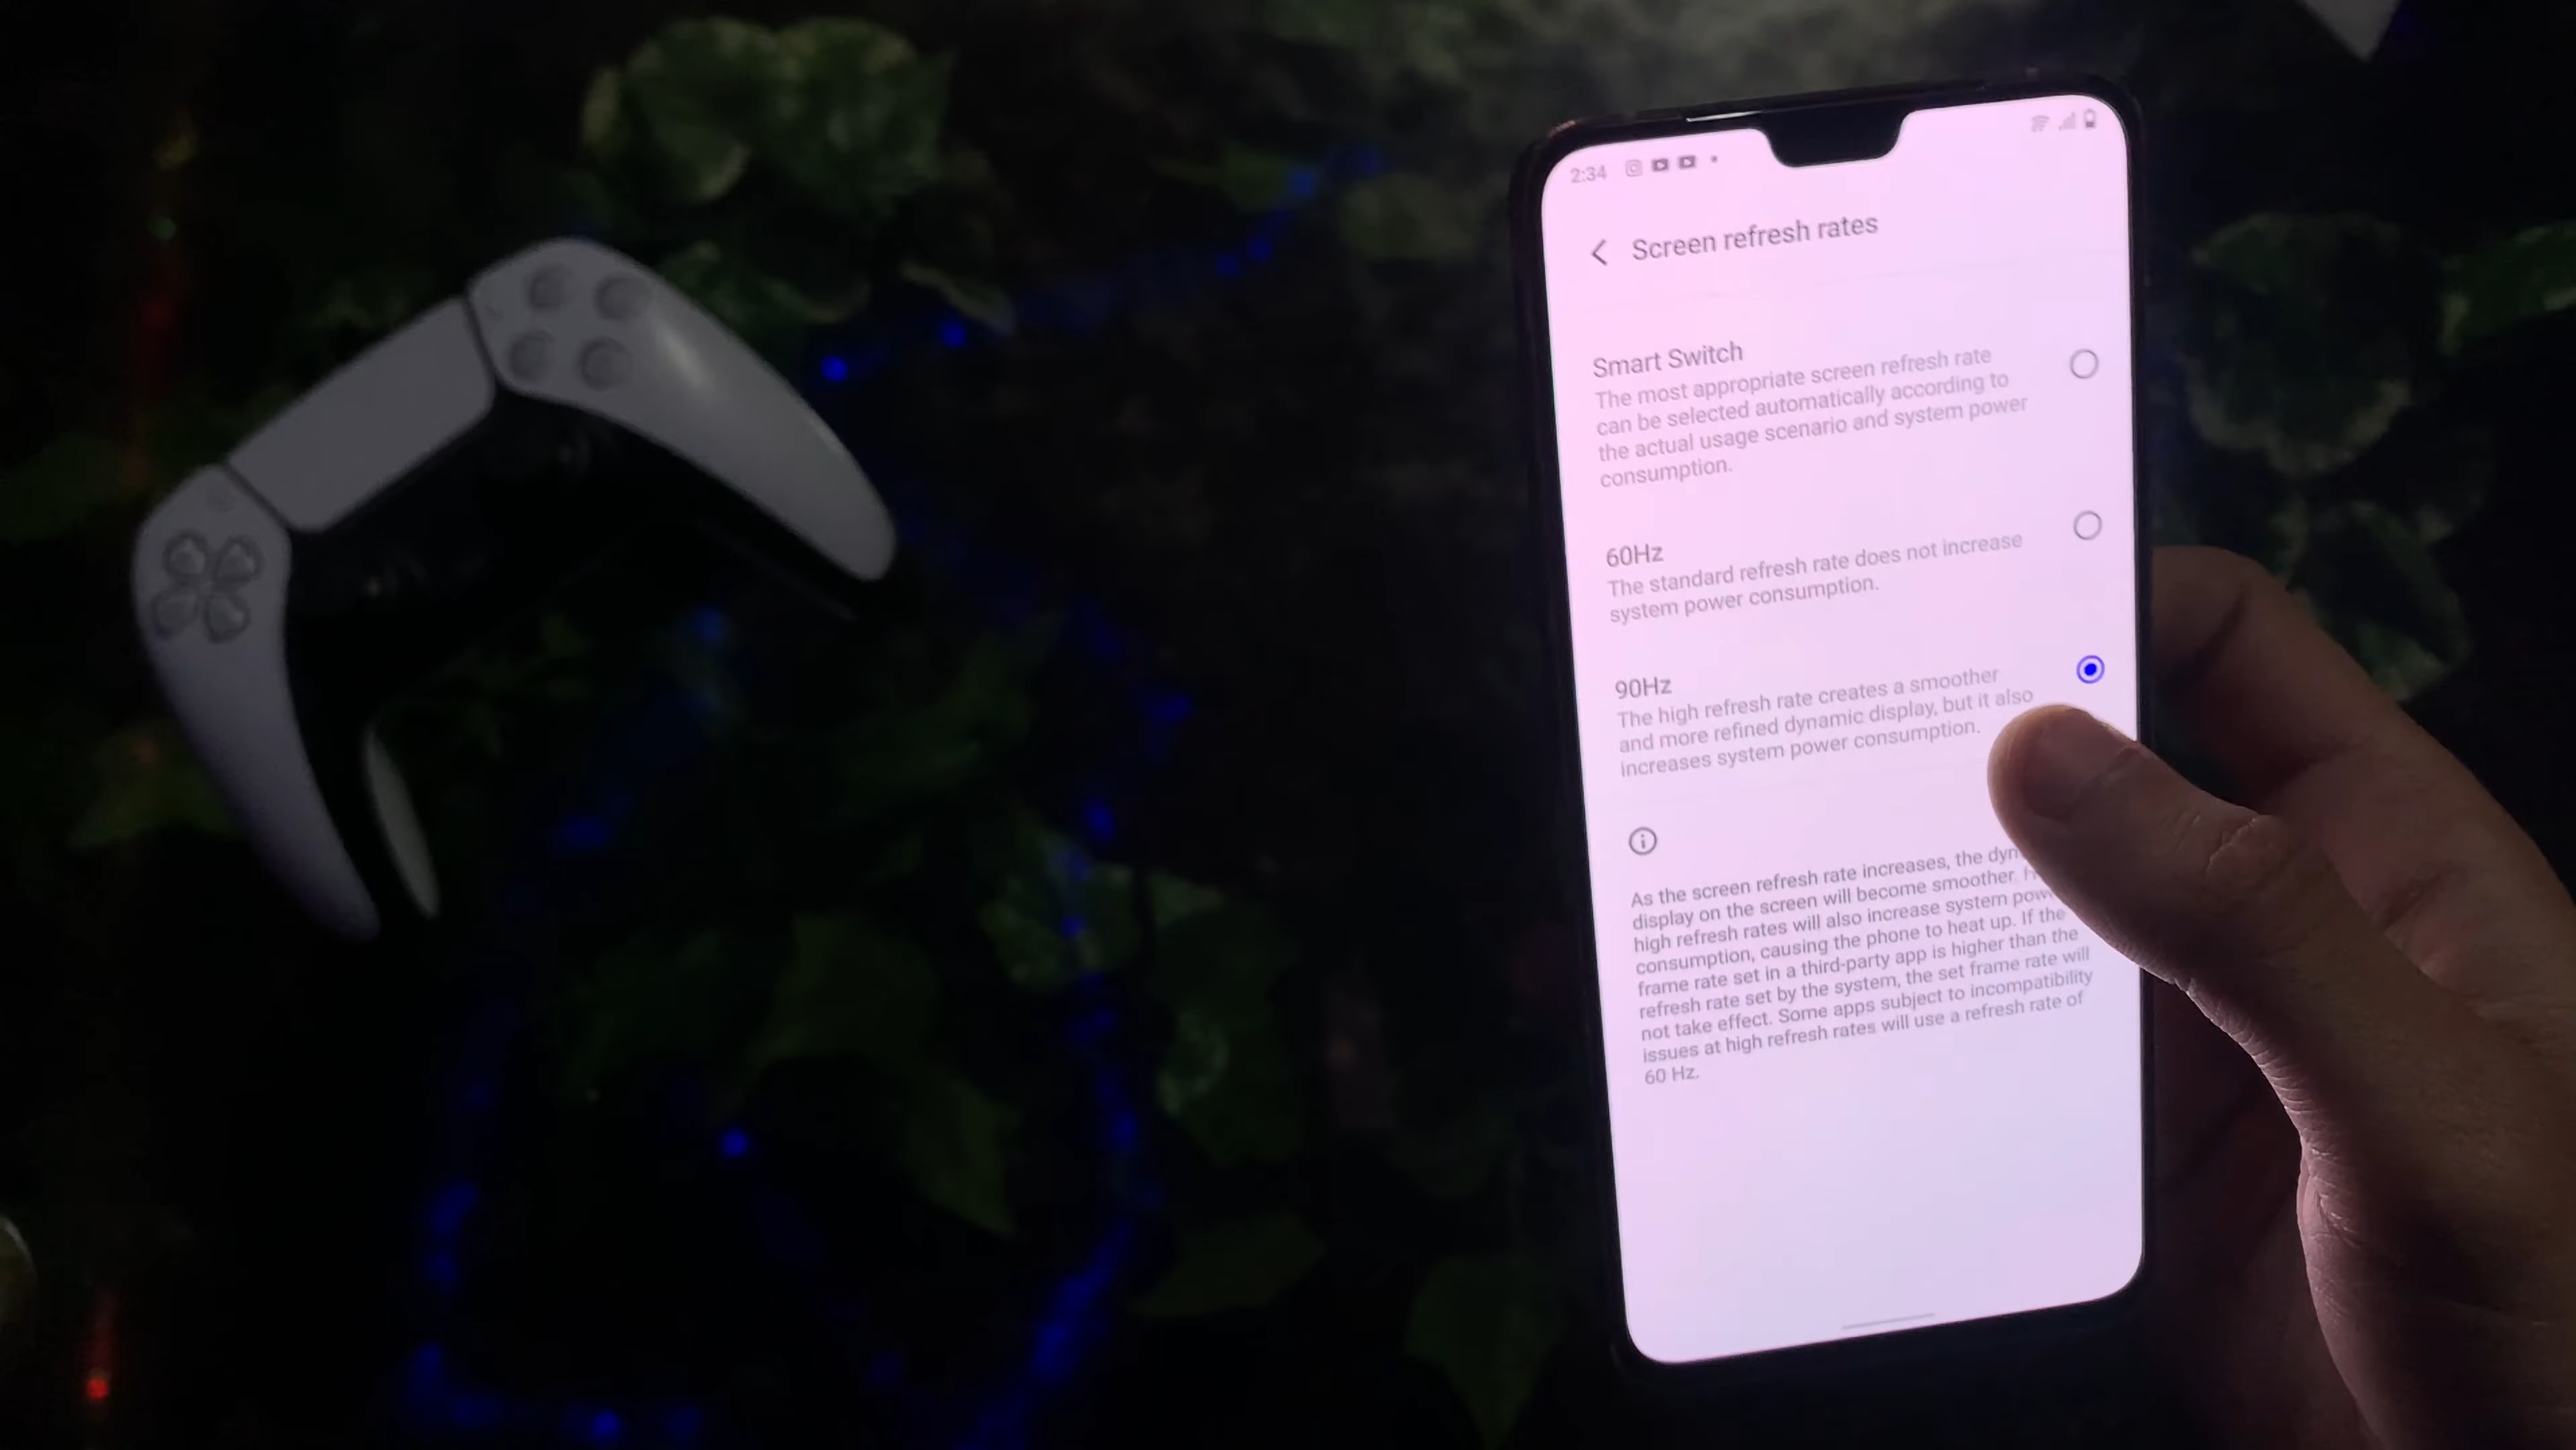 2:34
Screen refresh rates
Smart Switch
The most appropriate screen refresh rate
can be selected automatically according to
the actual usage scenario and system power
consumption.
60Hz
The standard refresh rate does not increase
system power consumption.
90Hz
The high refresh rate creates a smoother
and more refined dynamic display, but it also
increases system power consumption.
As the screen refresh rate increases, the
display on the screen will become smoother.
high refresh rates will also increase system
consumption, causing the phone to heat up. If the
frame rate set in a third-party app is higher than the
refresh rate set by the system, the set frame rate will
not take effect. Some apps subject to incompatibility
issues at high refresh rates will use a refresh rate of
60 Hz.